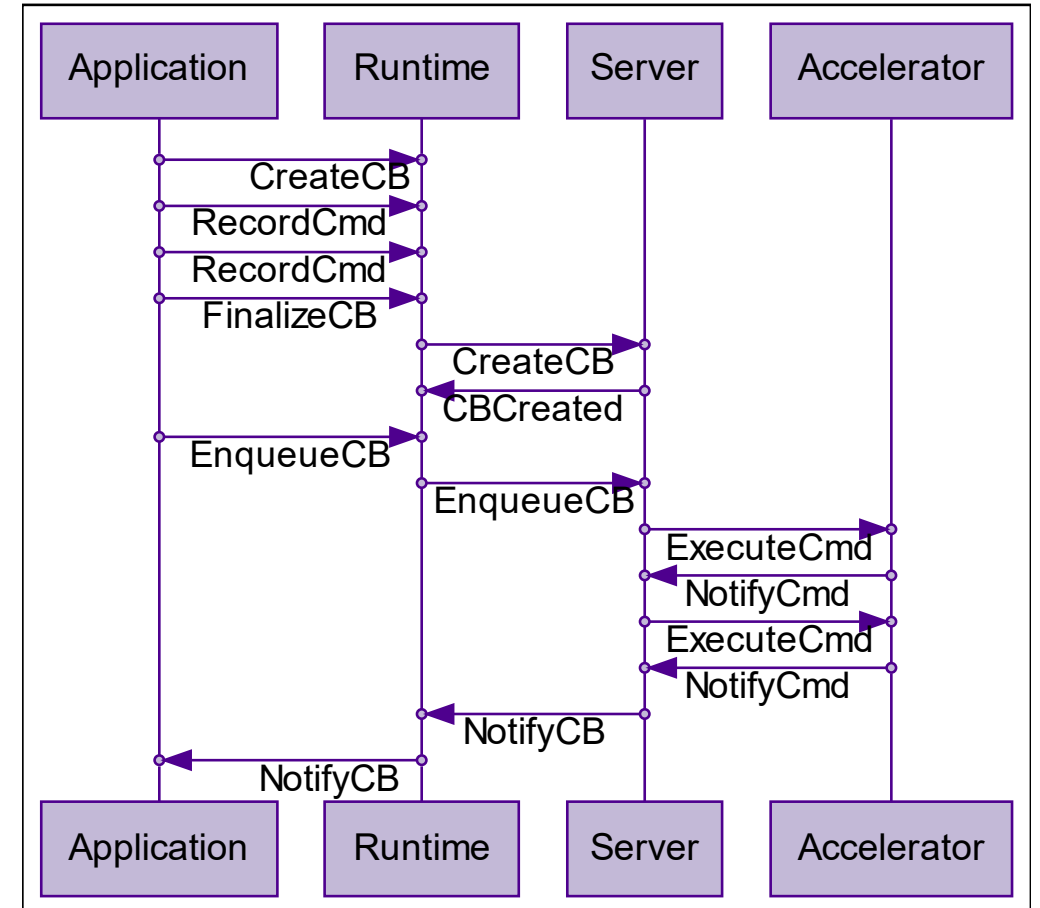 Application Runtime Server Accelerator
CreateCB
RecordCmd
RecordCmd
FinalizeCB
CreateCB
CBCreated
EnqueueCB
EnqueueCB
ExecuteCmd
NotifyCmd
ExecuteCmd
NotifyCmd
NotifyCB
NotifyCB
Application Runtime Server Accelerator